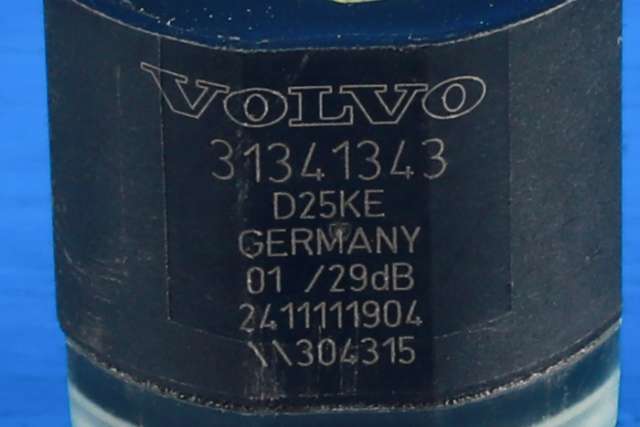 VOLVO
31341343
D25KE
GERMANY
01 /29dB
2411111904
\\304315